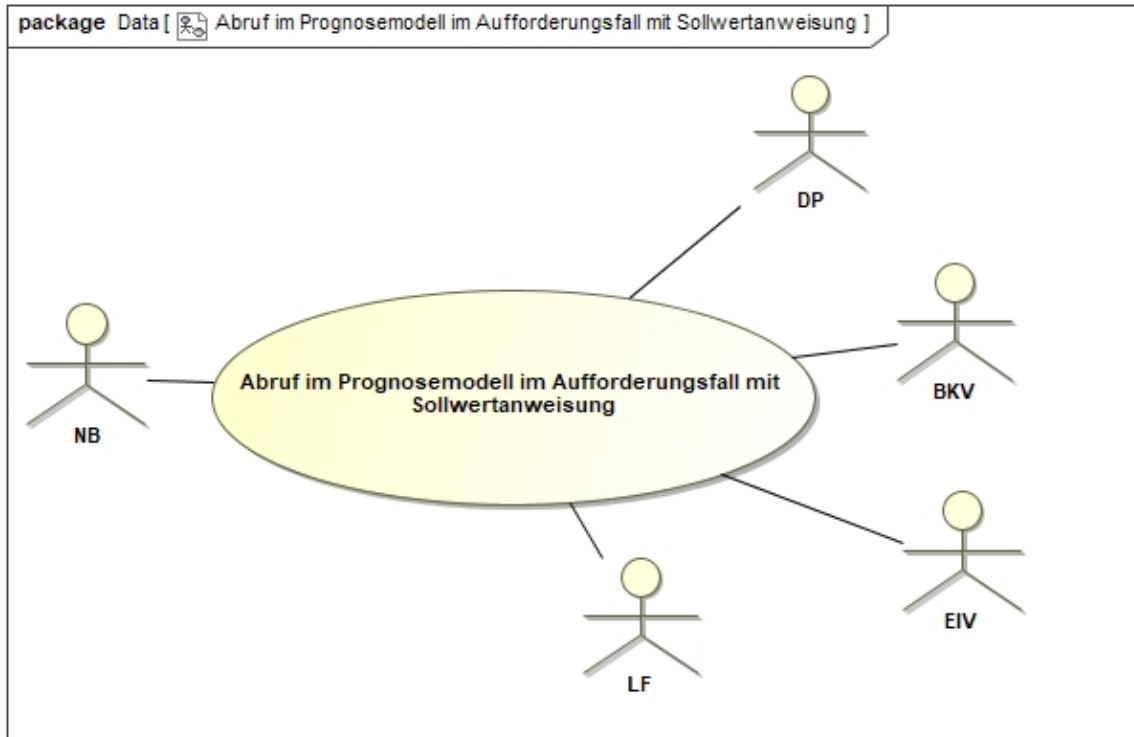 package Data [ Abruf im Prognosemodell im Aufforderungsfall mit Sollwertanweisung ]
DP
BKV
Abruf im Prognosemodell im Aufforderungsfall mit
Sollwertanweisung
NB
EIV
LF